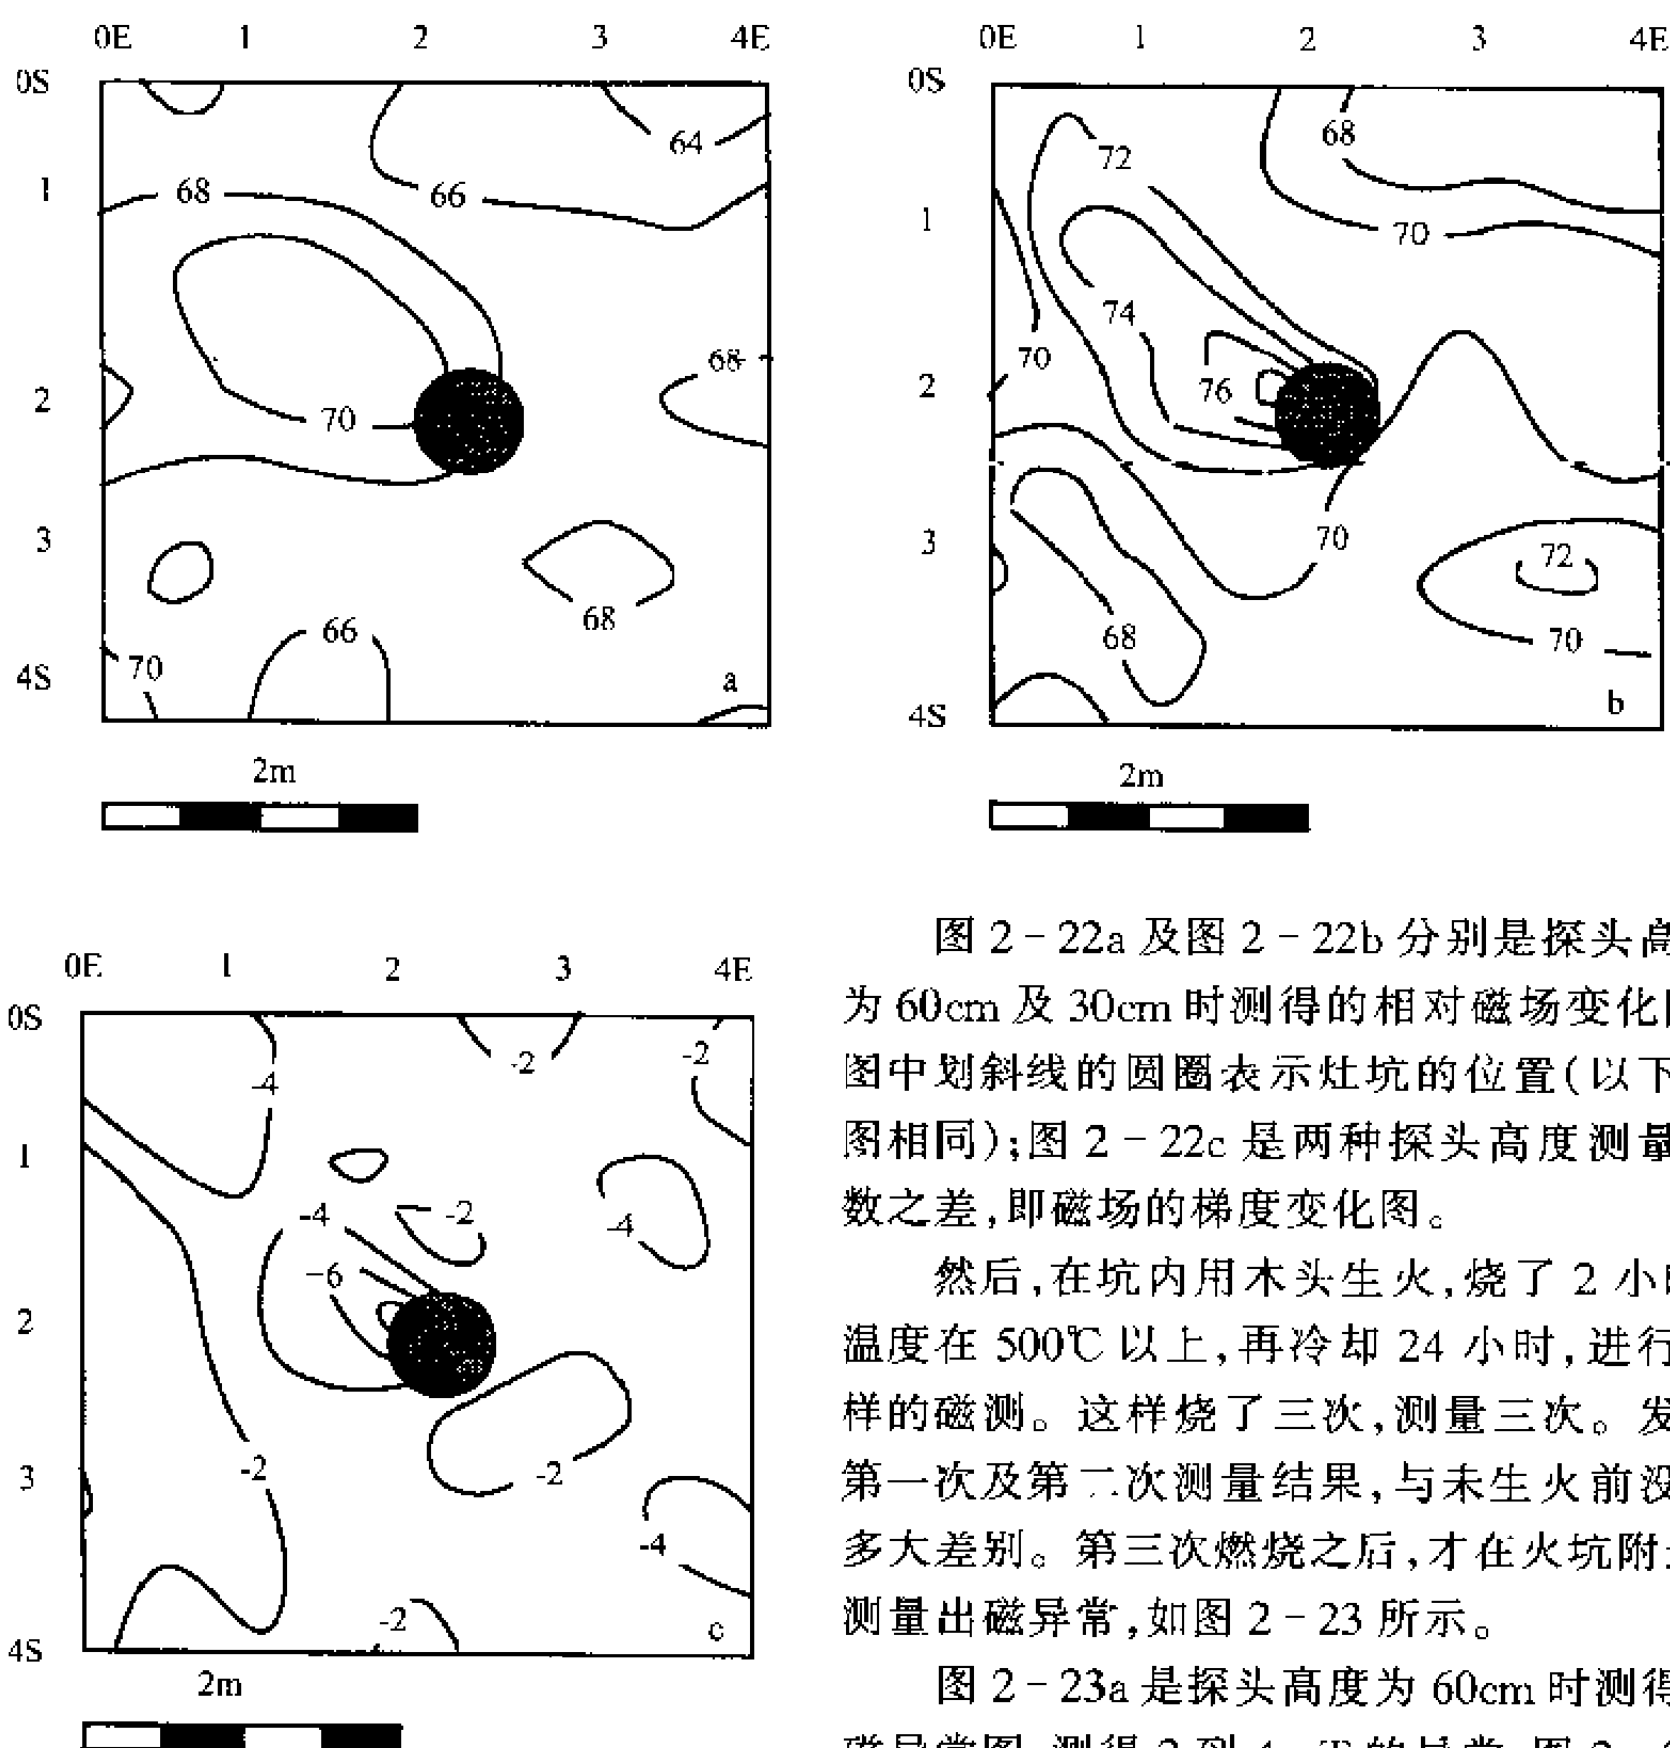 0E 1 2 3 4E
0S
64
1 68 66
68
2
70
3
68
66
70
4S a
2m
0E 1 2 3 4E
0S
68
72
1
70
74
70
2 76
3 70
72
68
70
4S b
2m
0E 1 2 3 4E
0S
-2 -2
-4
1
-4 -2 -4
-6
2
-2 -2
3
-4
-2
4S c
2m
图 2-22a 及图 2-22b 分别是探头高
为 60cm 及 30cm 时测得的相对磁场变化
图中划斜线的圆圈表示灶坑的位置(以下
图相同);图 2-22c 是两种探头高度测量
数之差,即磁场的梯度变化图。
然后,在坑内用木头生火,烧了 2 小
温度在 500℃ 以上,再冷却 24 小时,进行
样的磁测。这样烧了三次,测量三次。发
第一次及第二次测量结果,与未生火前没
多大差别。第三次燃烧之后,才在火坑附
测量出磁异常,如图 2-23 所示。
图 2-23a 是探头高度为 60cm 时测得